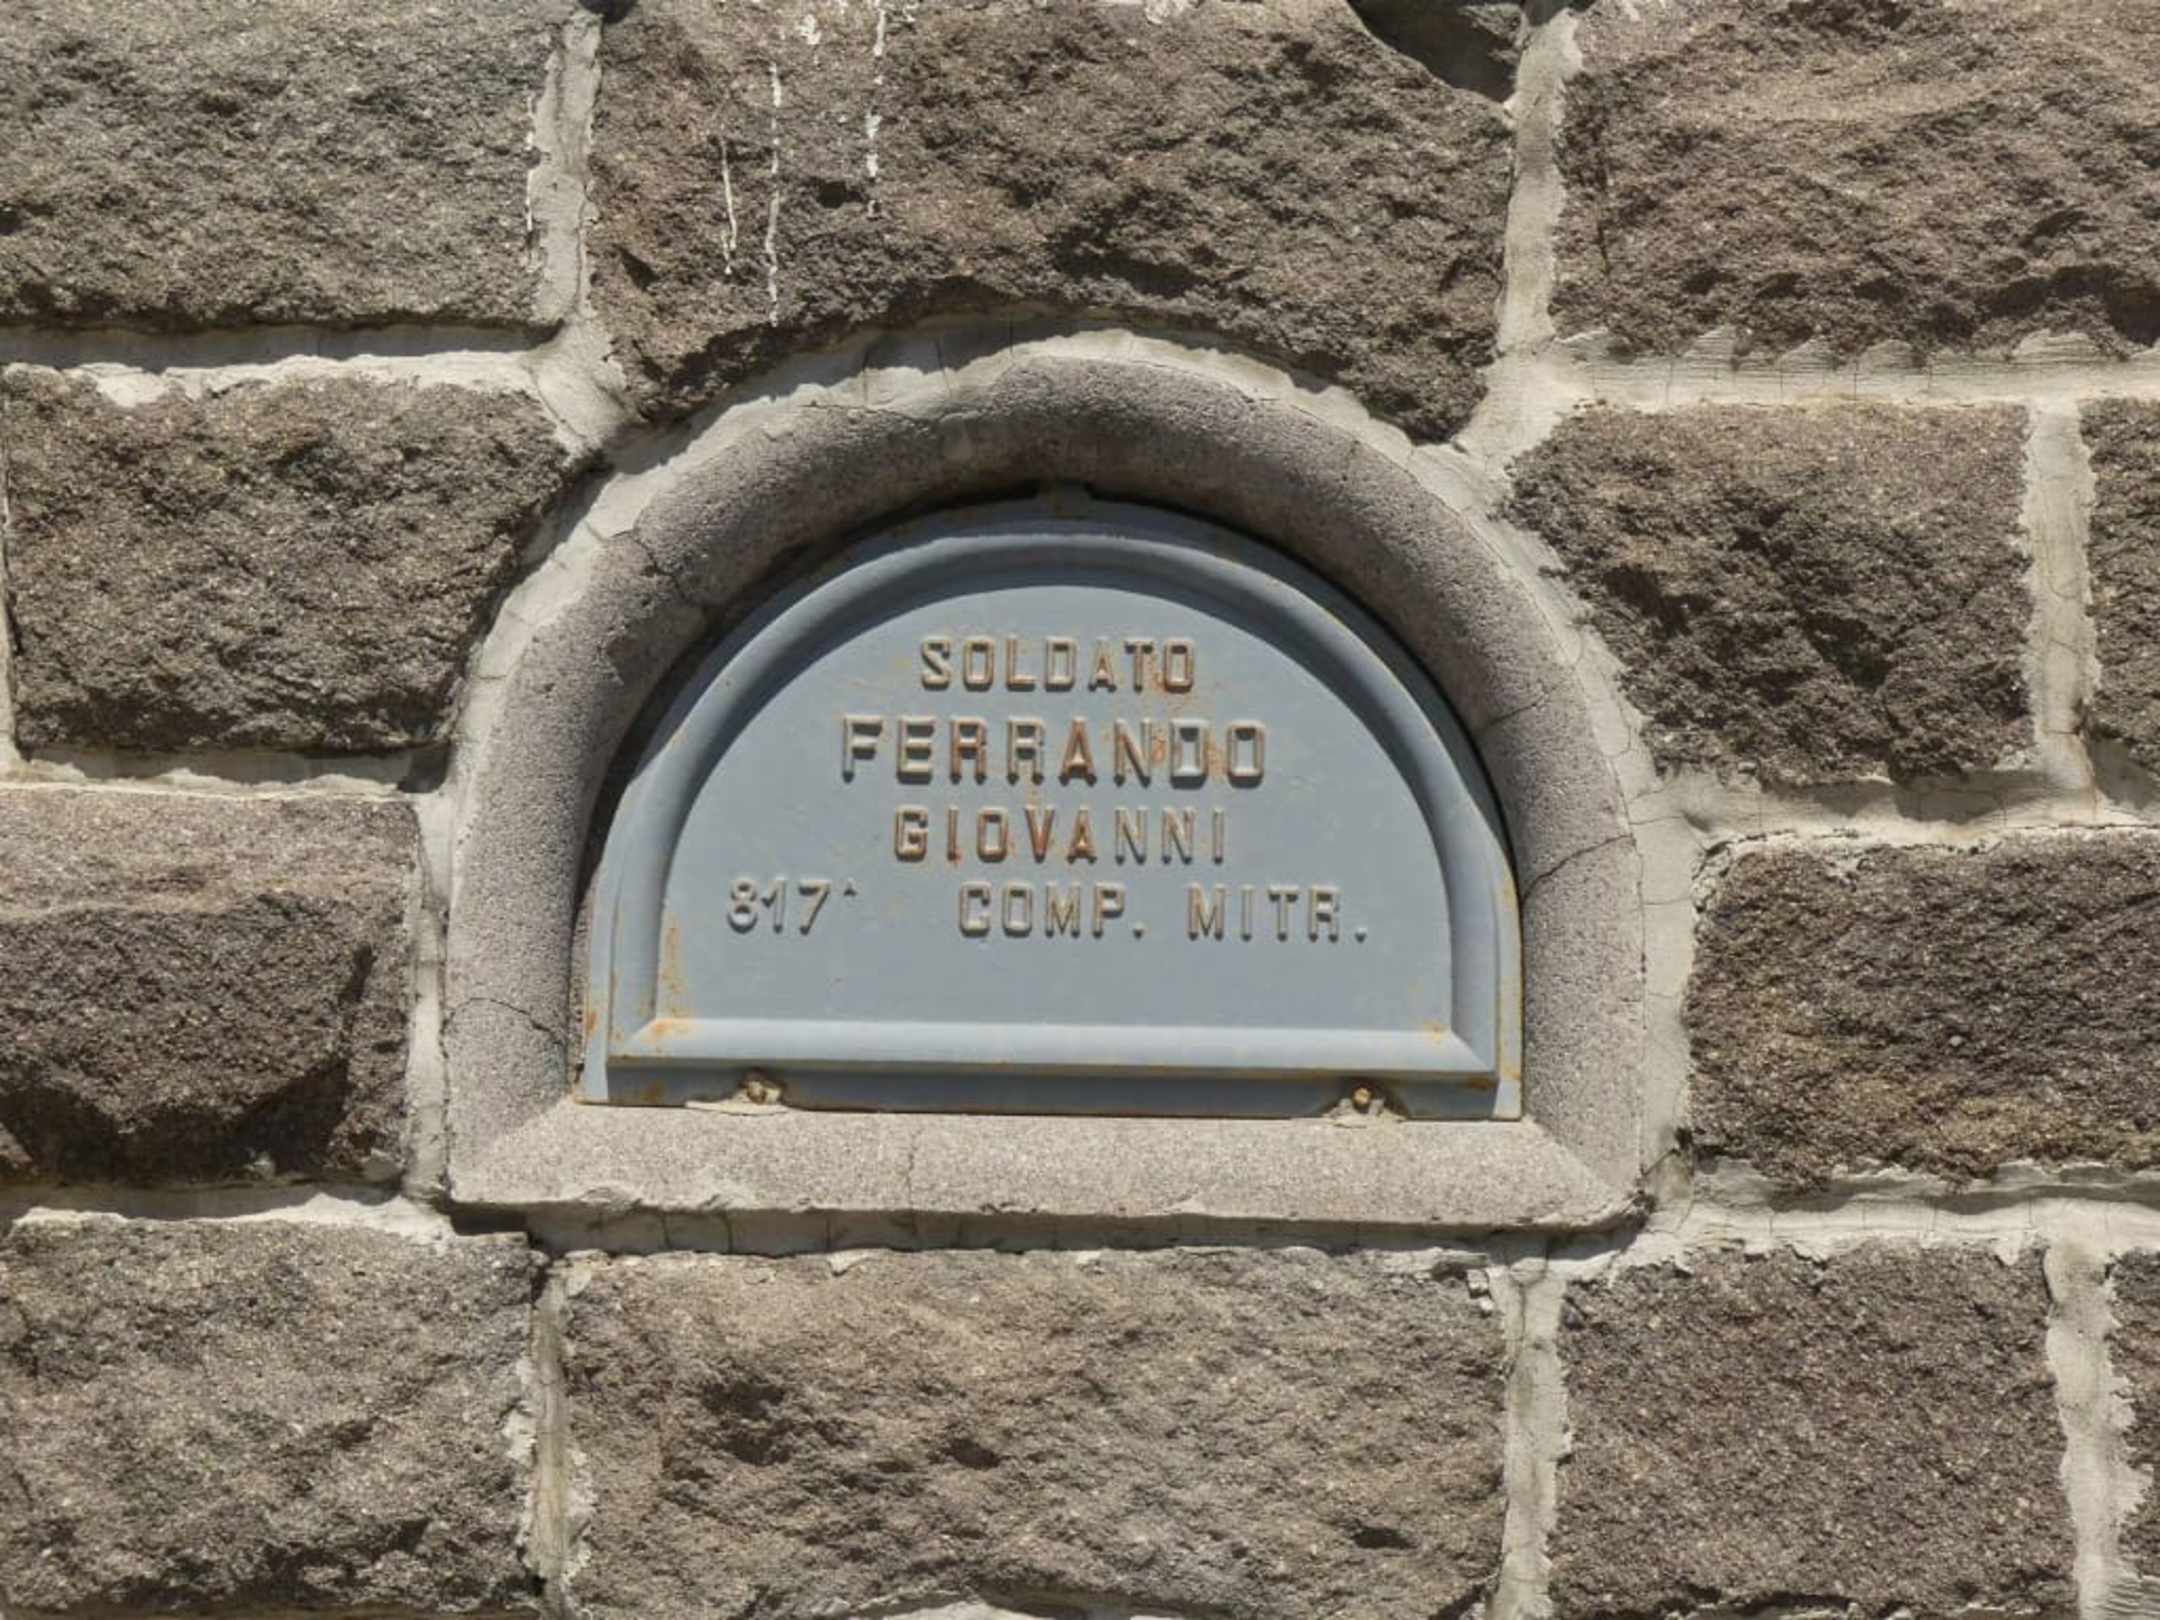 SOLDATO
FERRANDO
GIOVANNI
817ᴬ COMP. MITR.